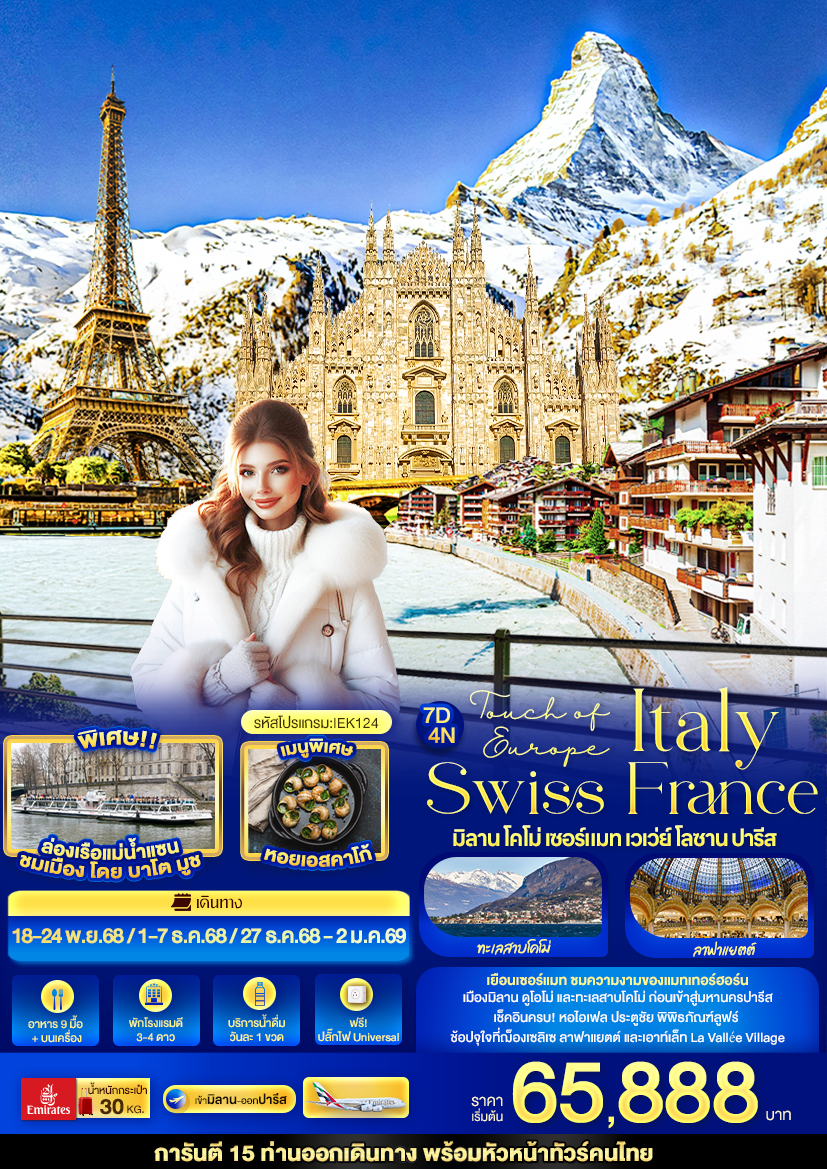 รหัสโปรแกรม:IEK124
พิเศษ!!
ล่องเรือแม่น้ำแซน
ชมเมือง โดย บาโต มูช
เมนูพิเศษ
หอยเอสคาโก้
7D
4N
Touch of
Europe
Italy
Swiss France
มิลาน โคโม่ เซอร์แมท เวเว่ย์ โลซาน ปารีส
ทะเลสาบโคโม่
ลาฟาแยตต์
เดินทาง
18-24 พ.ย.68 / 1-7 ธ.ค.68 / 27 ธ.ค.68 - 2 ม.ค.69
อาหาร 9 มื้อ
+ บนเครื่อง
พักโรงแรมดี
3-4 ดาว
บริการน้ำดื่ม
วันละ 1 ขวด
ฟรี!
ปลั๊กไฟ Universal
เยือนเซอร์แมท ชมความงามของแมทเทอร์ฮอร์น
เมืองมิลาน ดูโอโม่ และทะเลสาบโคโม่ ก่อนเข้าสู่มหานครปารีส
เช็คอินครบ! หอไอเฟล ประตูชัย พิพิธภัณฑ์ลูฟร์
ช้อปจุใจที่ฌ็องเซลิเซ ลาฟาแยตต์ และเอาท์เล็ท La Vallée Village
Emirates
น้ำหนักกระเป๋า
30 KG.
เข้ามิลาน-ออกปารีส
ราคา
เริ่มต้น
65,888
บาท
การันตี 15 ท่านออกเดินทาง พร้อมหัวหน้าทัวร์คนไทย